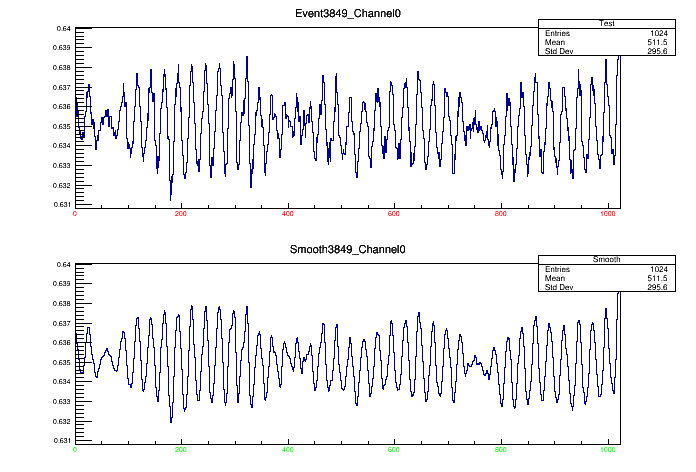 Event3849_Channel0
Test
Entries 1024
Mean 511.5
Std Dev 295.6
0.64
0.639
0.638
0.637
0.636
0.635
0.634
0.633
0.632
0.631
0 200 400 600 800 1000
Smooth3849_Channel0
Smooth
Entries 1024
Mean 511.5
Std Dev 295.6
0.64
0.639
0.638
0.637
0.636
0.635
0.634
0.633
0.632
0.631
0 200 400 600 800 1000